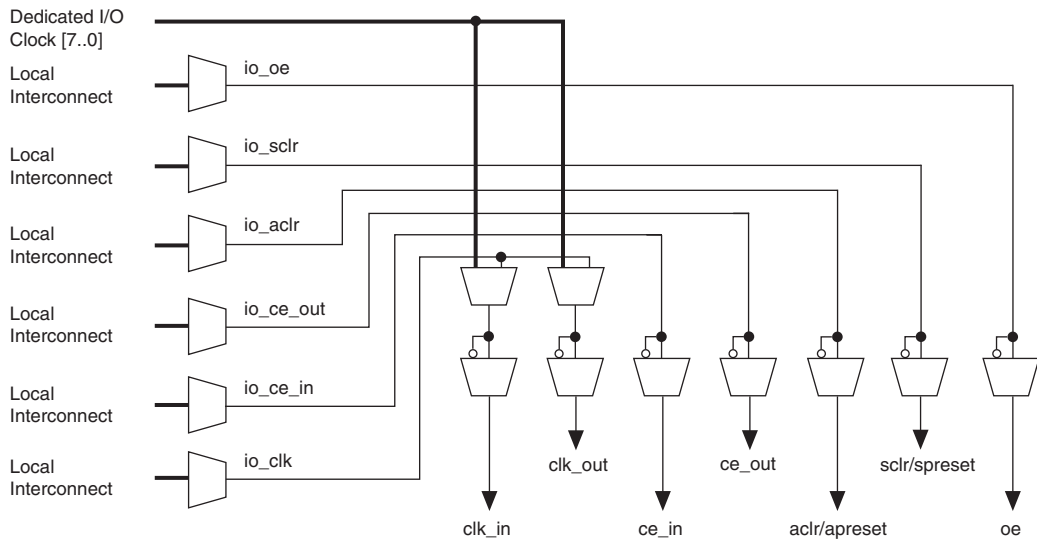 Dedicated I/O
Clock [7..0]
Local
Interconnect
io_oe
Local
Interconnect
io_sclr
Local
Interconnect
io_aclr
Local
Interconnect
io_ce_out
Local
Interconnect
io_ce_in
Local
Interconnect
io_clk
clk_out
ce_out
sclr/spreset
clk_in
ce_in
aclr/apreset
oe